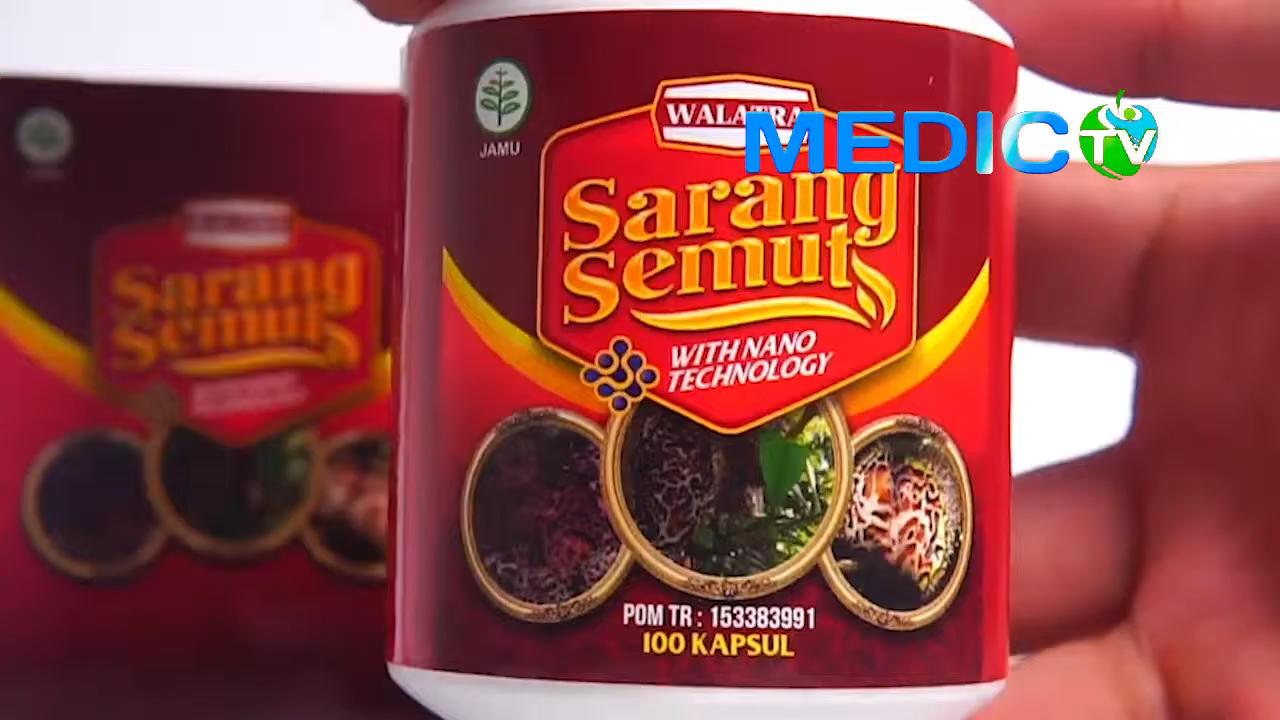 JAMU
WALATRA
MEDIC TV
Sarang
Semut
WITH NANO
TECHNOLOGY
POM TR : 153383991
100 KAPSUL
Sarang
Semut